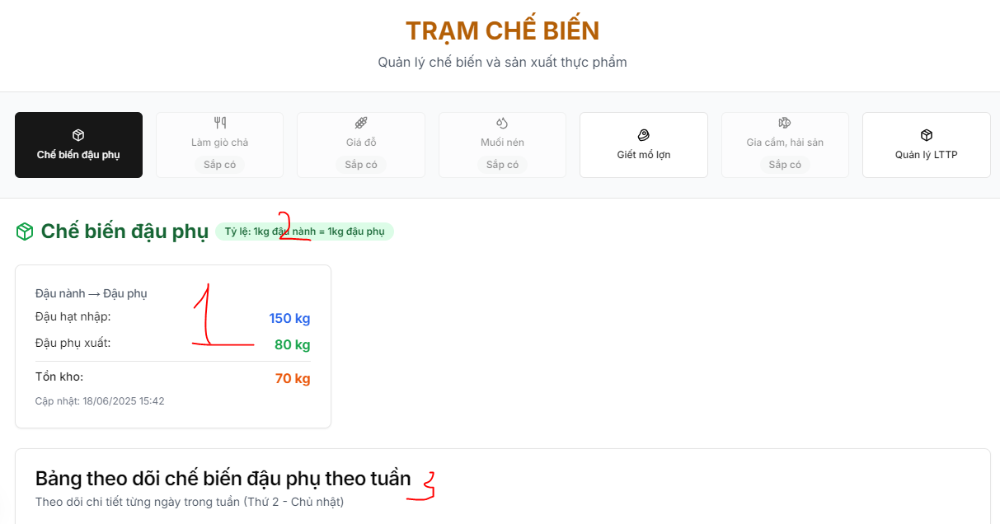 TRẠM CHẾ BIẾN
Quản lý chế biến và sản xuất thực phẩm
Chế biến đậu phụ
Làm giò chả
Sắp có
Giá đỗ
Sắp có
Muối nén
Sắp có
Giết mổ lợn
Gia cầm, hải sản
Sắp có
Quản lý LTTP
Chế biến đậu phụ
Tỷ lệ: 1kg đậu nành = 1kg đậu phụ
2
Đậu nành → Đậu phụ
1
Đậu hạt nhập: 150 kg
Đậu phụ xuất: 80 kg
Tồn kho: 70 kg
Cập nhật: 18/06/2025 15:42
Bảng theo dõi chế biến đậu phụ theo tuần
3
Theo dõi chi tiết từng ngày trong tuần (Thứ 2 - Chủ nhật)